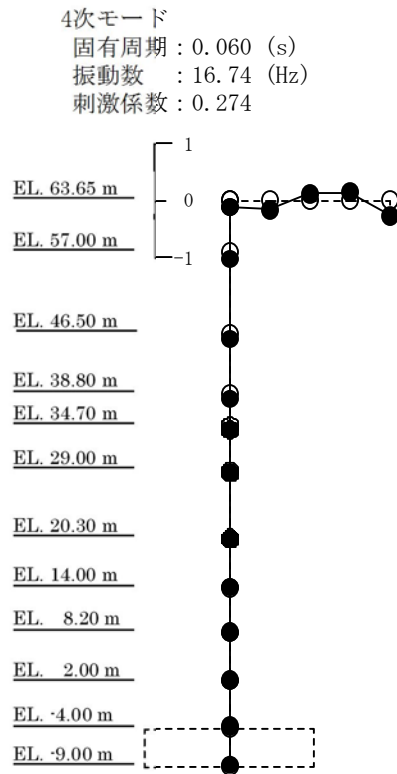 4次モード
固有周期：0.060 (s)
振動数　：16.74 (Hz)
刺激係数：0.274
1
EL. 63.65 m
0
EL. 57.00 m
-1
EL. 46.50 m
EL. 38.80 m
EL. 34.70 m
EL. 29.00 m
EL. 20.30 m
EL. 14.00 m
EL. 8.20 m
EL. 2.00 m
EL. -4.00 m
EL. -9.00 m